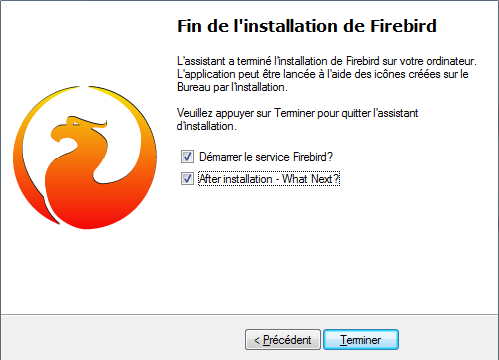 Fin de l'installation de Firebird
L'assistant a terminé l'installation de Firebird sur votre ordinateur.
L'application peut être lancée à l'aide des icônes créées sur le
Bureau par l'installation.
Veuillez appuyer sur Terminer pour quitter l'assistant
d'installation.
Démarrer le service Firebird?
After installation - What Next?
< Précédent
Terminer